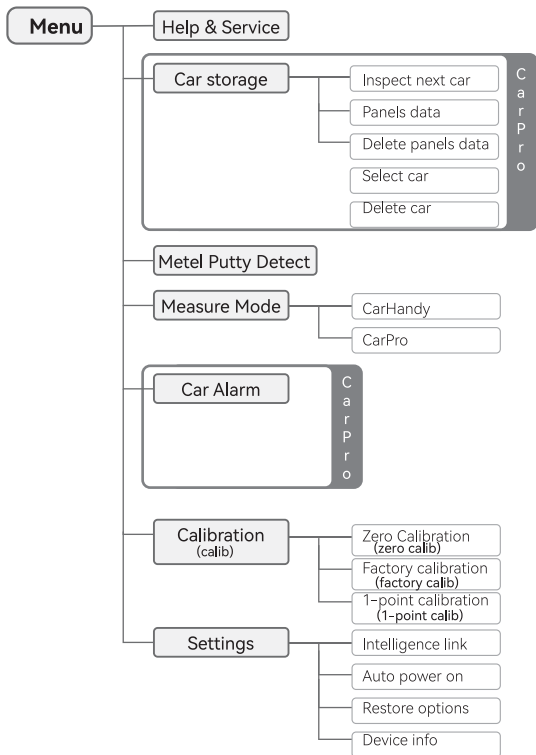 Menu
Help & Service
Car storage
Inspect next car
Panels data
Delete panels data
Select car
Delete car
CarPro
Metel Putty Detect
Measure Mode
CarHandy
CarPro
Car Alarm
CarPro
Calibration
(calib)
Zero Calibration
(zero calib)
Factory calibration
(factory calib)
1-point calibration
(1-point calib)
Settings
Intelligence link
Auto power on
Restore options
Device info